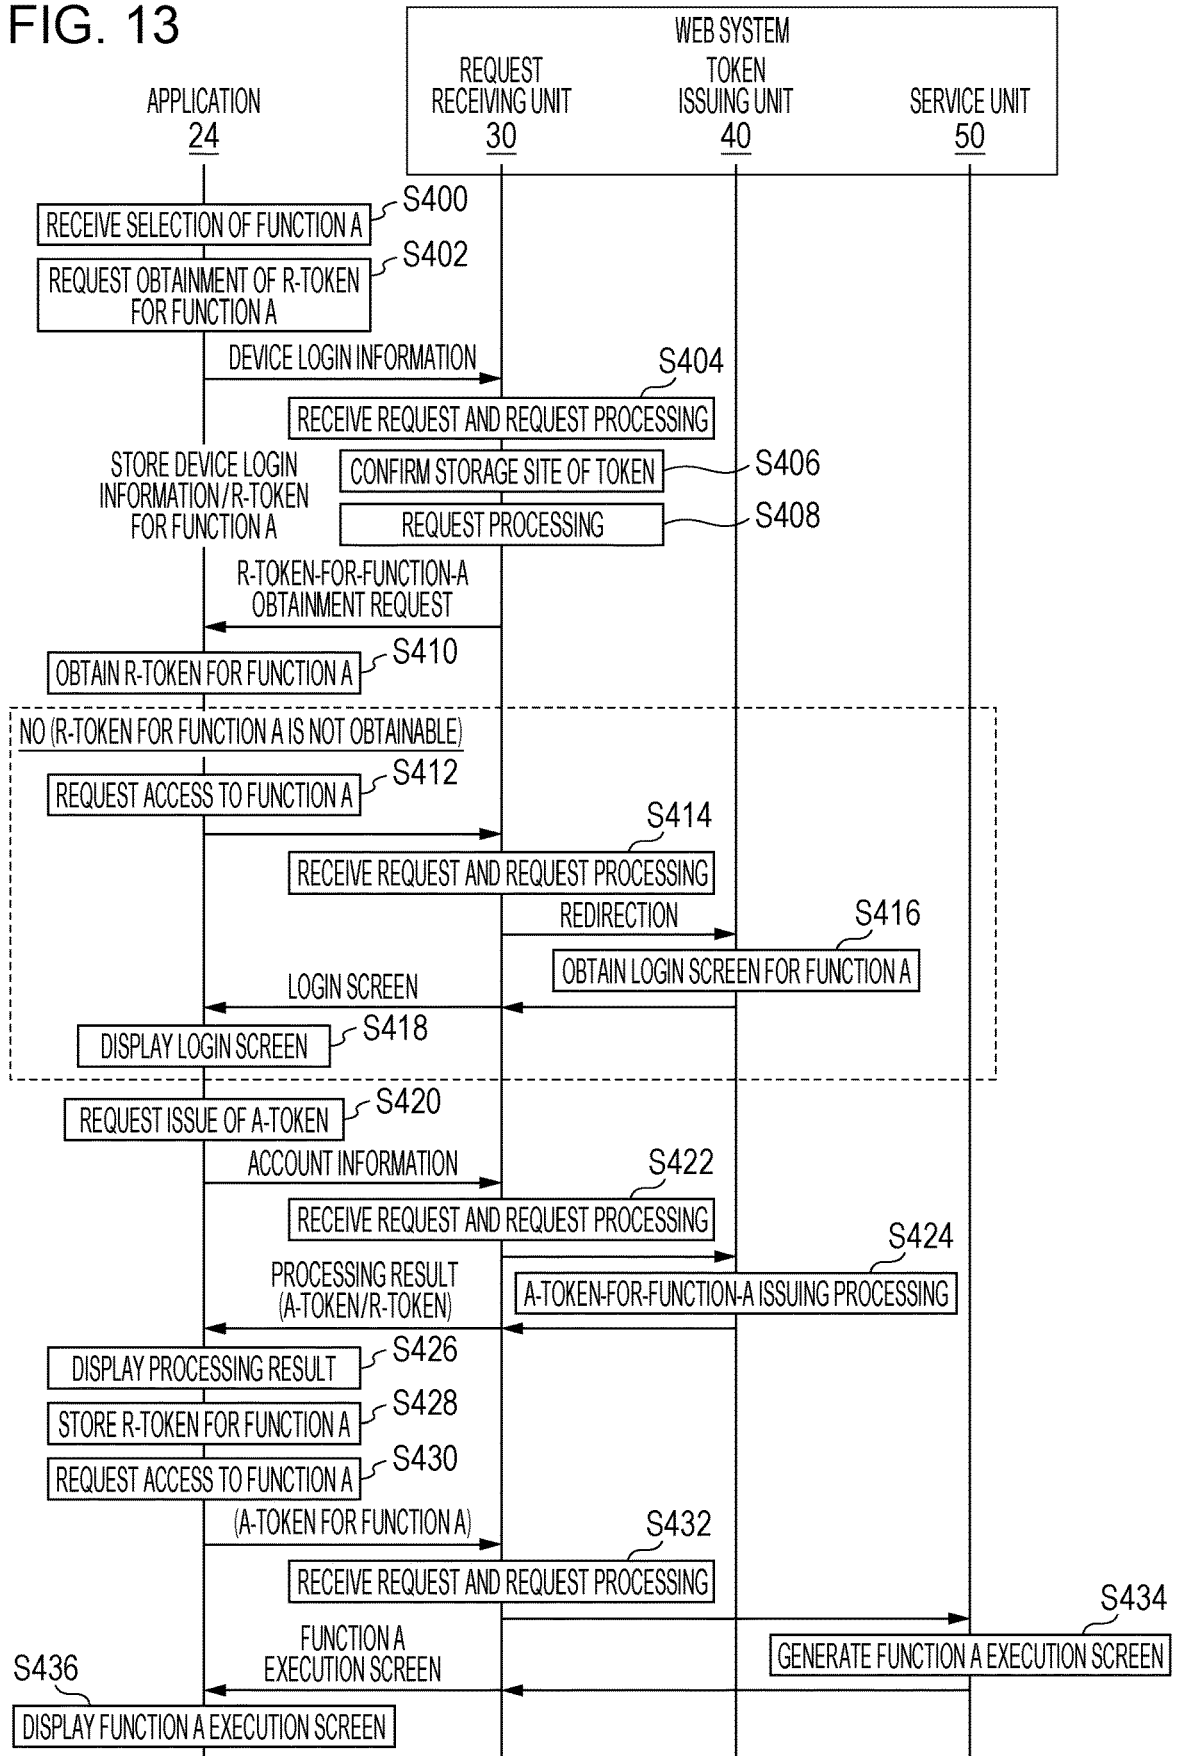 FIG. 13
WEB SYSTEM
APPLICATION
24
REQUEST
RECEIVING UNIT
30
TOKEN
ISSUING UNIT
40
SERVICE UNIT
50
RECEIVE SELECTION OF FUNCTION A
S400
REQUEST OBTAINMENT OF R-TOKEN
FOR FUNCTION A
S402
DEVICE LOGIN INFORMATION
S404
RECEIVE REQUEST AND REQUEST PROCESSING
STORE DEVICE LOGIN
INFORMATION/R-TOKEN
FOR FUNCTION A
CONFIRM STORAGE SITE OF TOKEN
S406
REQUEST PROCESSING
S408
R-TOKEN-FOR-FUNCTION-A
OBTAINMENT REQUEST
OBTAIN R-TOKEN FOR FUNCTION A
S410
NO (R-TOKEN FOR FUNCTION A IS NOT OBTAINABLE)
REQUEST ACCESS TO FUNCTION A
S412
S414
RECEIVE REQUEST AND REQUEST PROCESSING
REDIRECTION
S416
OBTAIN LOGIN SCREEN FOR FUNCTION A
LOGIN SCREEN
DISPLAY LOGIN SCREEN
S418
REQUEST ISSUE OF A-TOKEN
S420
ACCOUNT INFORMATION
S422
RECEIVE REQUEST AND REQUEST PROCESSING
S424
A-TOKEN-FOR-FUNCTION-A ISSUING PROCESSING
PROCESSING RESULT
(A-TOKEN/R-TOKEN)
DISPLAY PROCESSING RESULT
S426
STORE R-TOKEN FOR FUNCTION A
S428
REQUEST ACCESS TO FUNCTION A
S430
(A-TOKEN FOR FUNCTION A)
S432
RECEIVE REQUEST AND REQUEST PROCESSING
S434
GENERATE FUNCTION A EXECUTION SCREEN
FUNCTION A
EXECUTION SCREEN
S436
DISPLAY FUNCTION A EXECUTION SCREEN